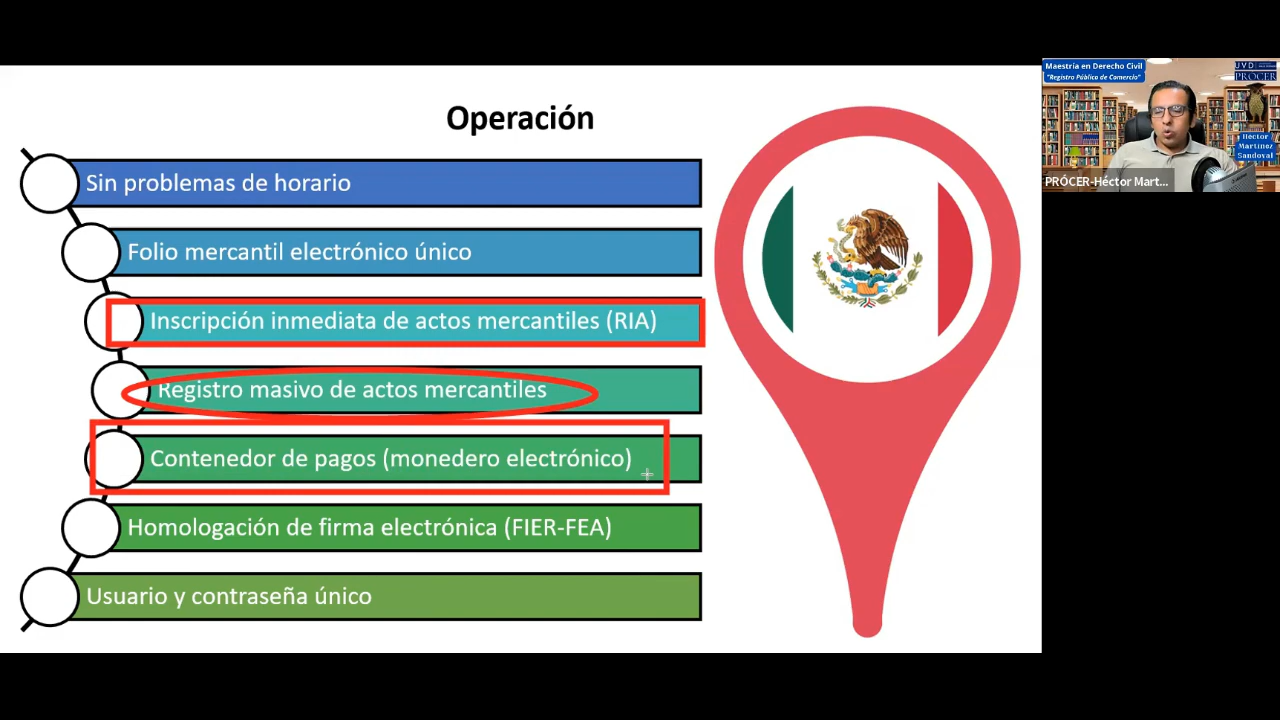 Operación
Sin problemas de horario
Folio mercantil electrónico único
Inscripción inmediata de actos mercantiles (RIA)
Registro masivo de actos mercantiles
Contenedor de pagos (monedero electrónico)
Homologación de firma electrónica (FIER-FEA)
Usuario y contraseña único
Maestría en Derecho Civil
"Registro Público de Comercio"
UVD
PRÓCER
Héctor
Martínez
Sandoval
PRÓCER-Héctor Mart...